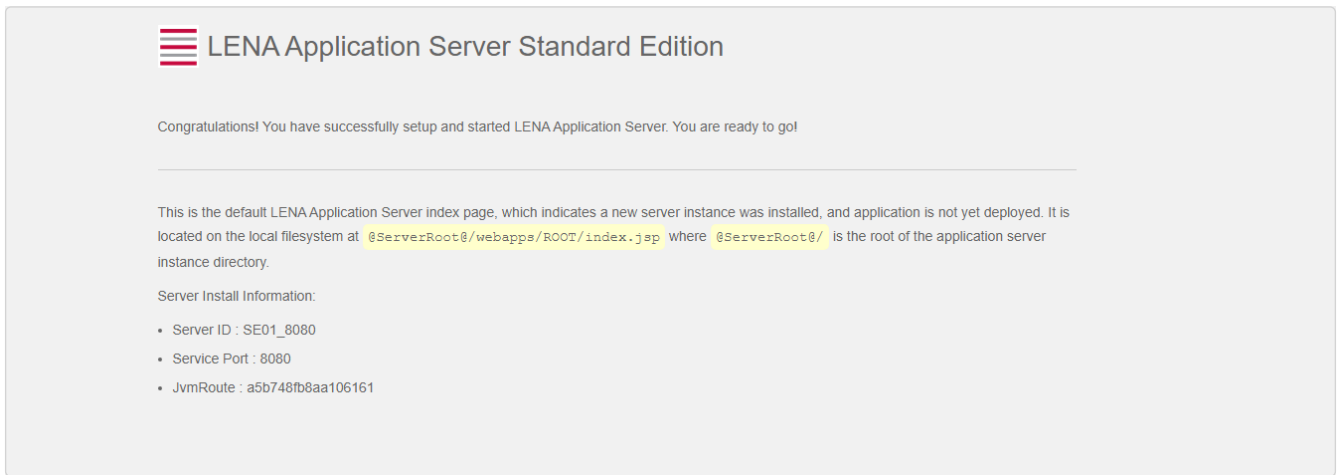 LENA Application Server Standard Edition
Congratulations! You have successfully setup and started LENA Application Server. You are ready to go!
This is the default LENA Application Server index page, which indicates a new server instance was installed, and application is not yet deployed. It is
located on the local filesystem at @ServerRoot@/webapps/ROOT/index.jsp where @ServerRoot@/ is the root of the application server
instance directory.
Server Install Information:
• Server ID : SE01_8080
• Service Port : 8080
• JvmRoute : a5b748fb8aa106161